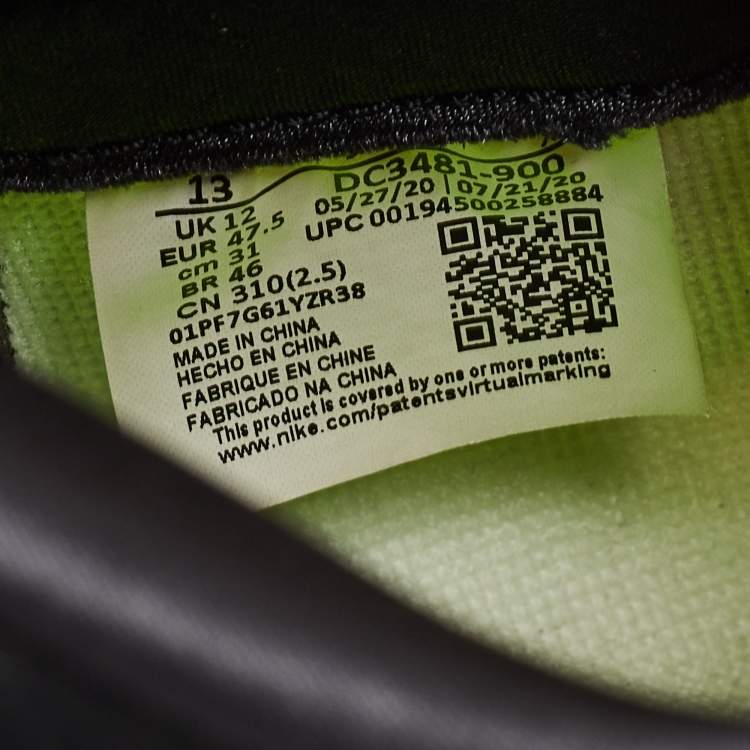 13
DC3481-900
05/27/20 | 07/21/20
UPC 00194500258884
UK 12
EUR 47.5
cm 31
BR 46
CN 310(2.5)
01PF7G61YZR38
MADE IN CHINA
HECHO EN CHINA
FABRIQUE EN CHINE
FABRICADO NA CHINA
This product is covered by one or more patents:
www.nike.com/patentsvirtualmarking